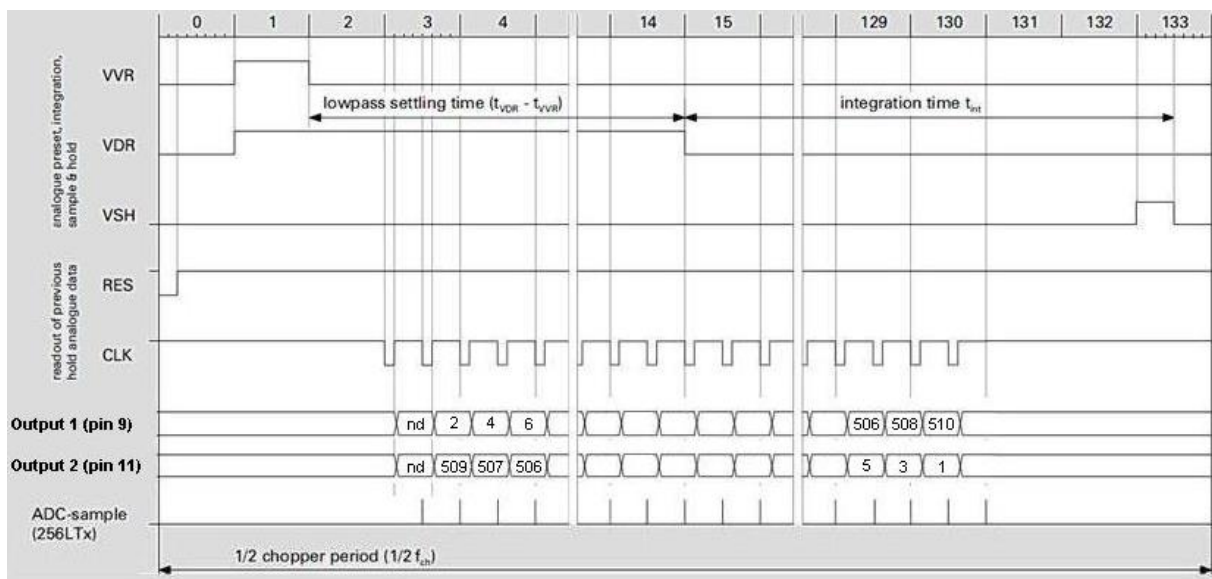 0 1 2 3 4 14 15 129 130 131 132 133
analogue preset, integration,
sample & hold
VVR
lowpass settling time (tVDR - tVVR)
integration time tint
VDR
VSH
readout of previous
hold analogue data
RES
CLK
Output 1 (pin 9)
nd 2 4 6 506 508 510
Output 2 (pin 11)
nd 509 507 506 5 3 1
ADC-sample
(256LTx)
1/2 chopper period (1/2 fch)